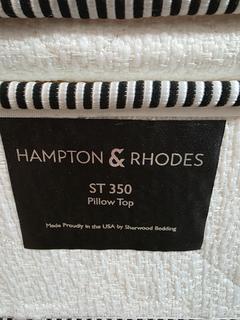 HAMPTON & RHODES
ST 350
Pillow Top
Made Proudly in the USA by Sherwood Bedding